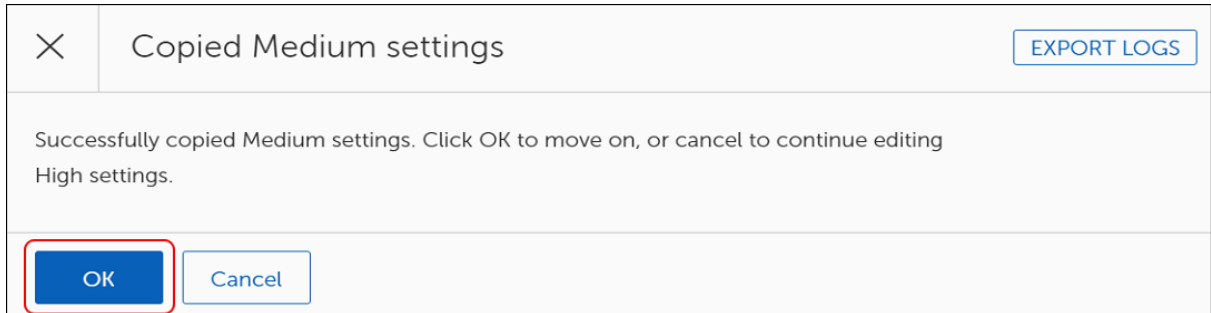 Copied Medium settings
EXPORT LOGS
Successfully copied Medium settings. Click OK to move on, or cancel to continue editing
High settings.
OK
Cancel